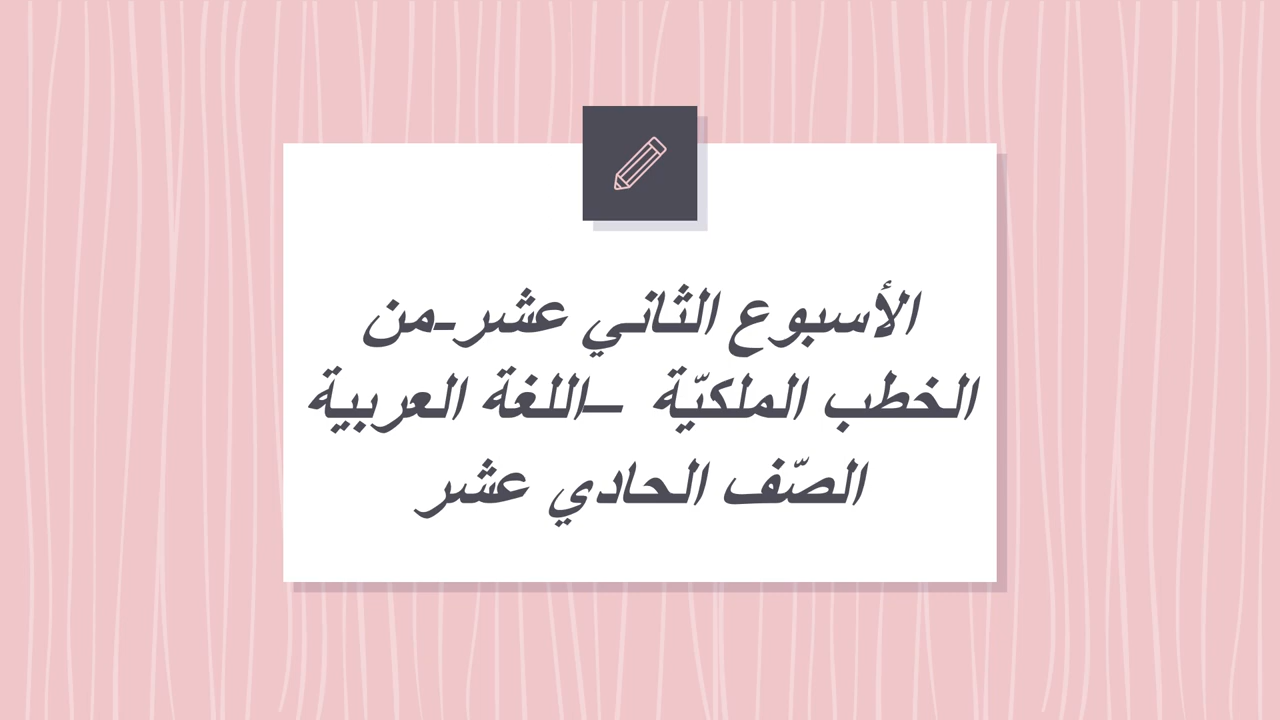 الأسبوع الثاني عشر-من
الخطب الملكيّة –اللغة العربية
الصّف الحادي عشر